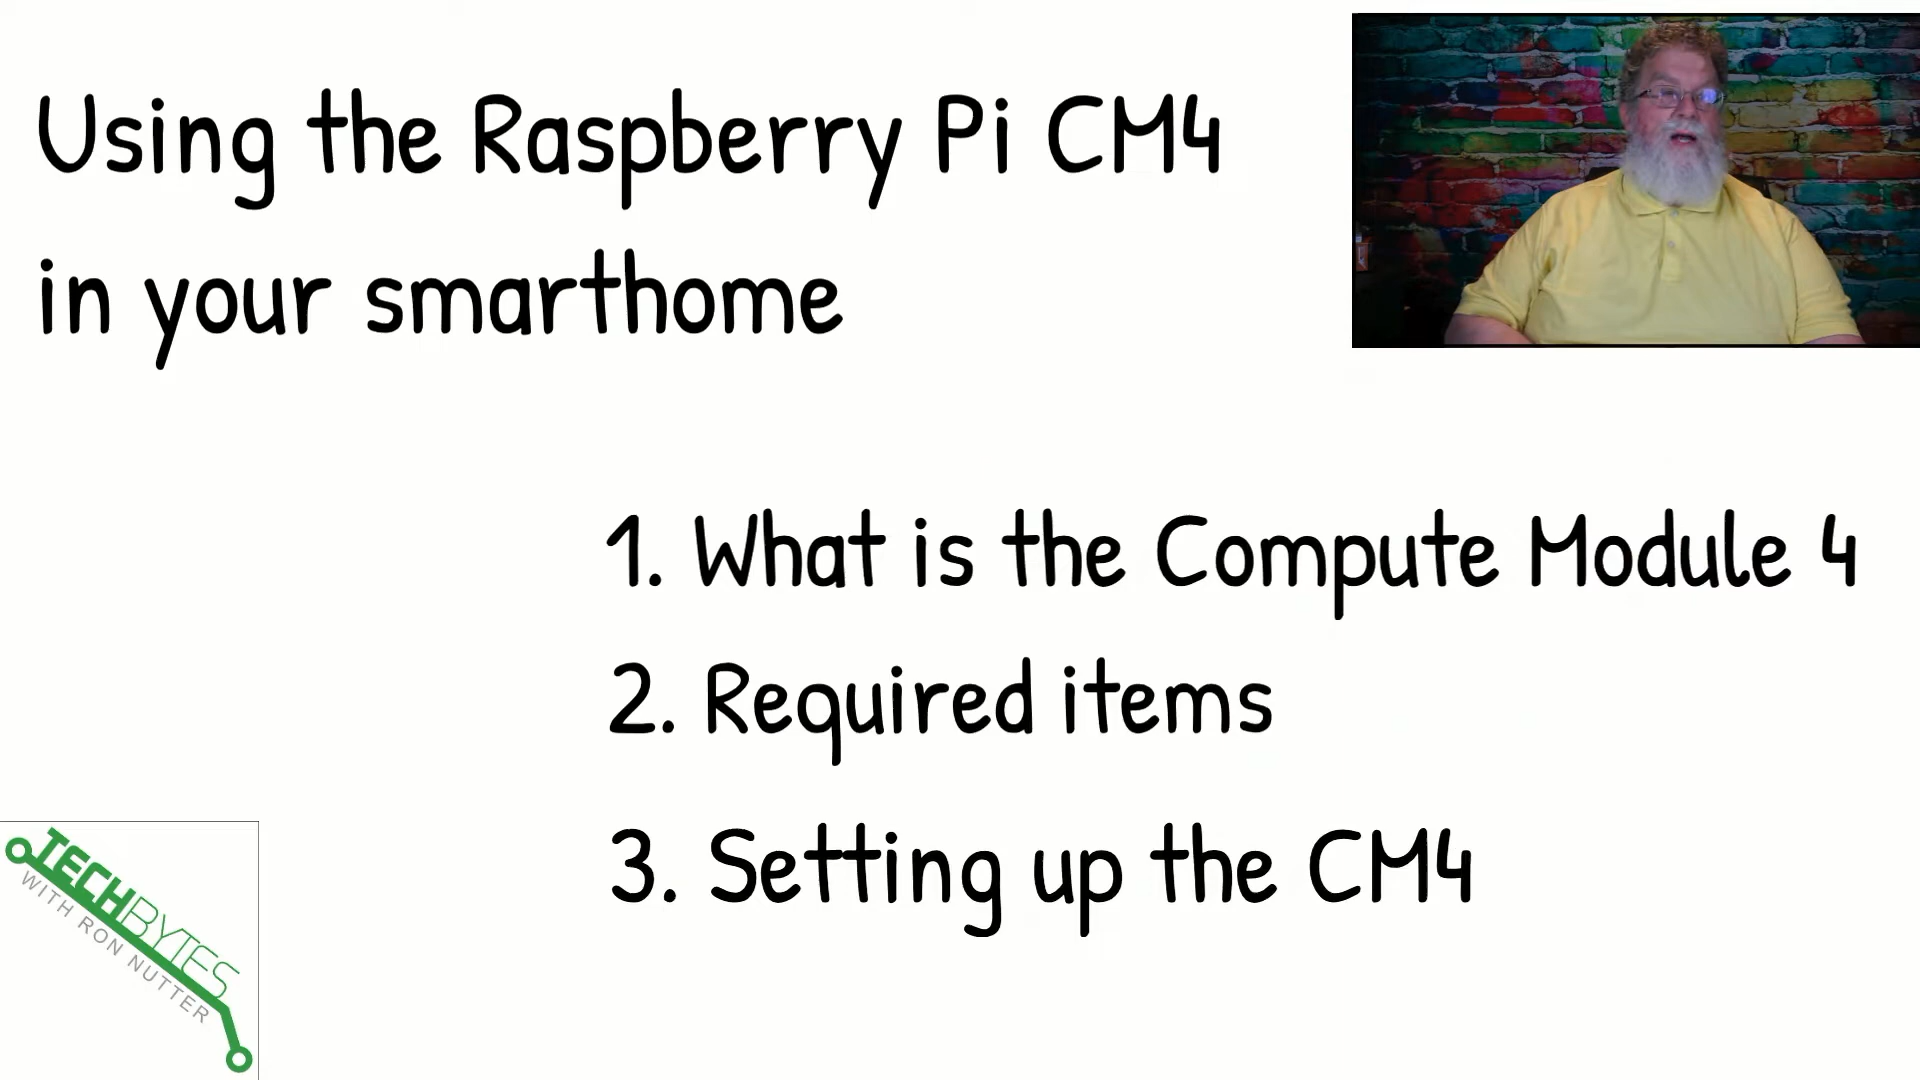 Using the Raspberry Pi CM4
in your smarthome
1. What is the Compute Module 4
2. Required items
3. Setting up the CM4
TECHBYTES
WITH RON NUTTER